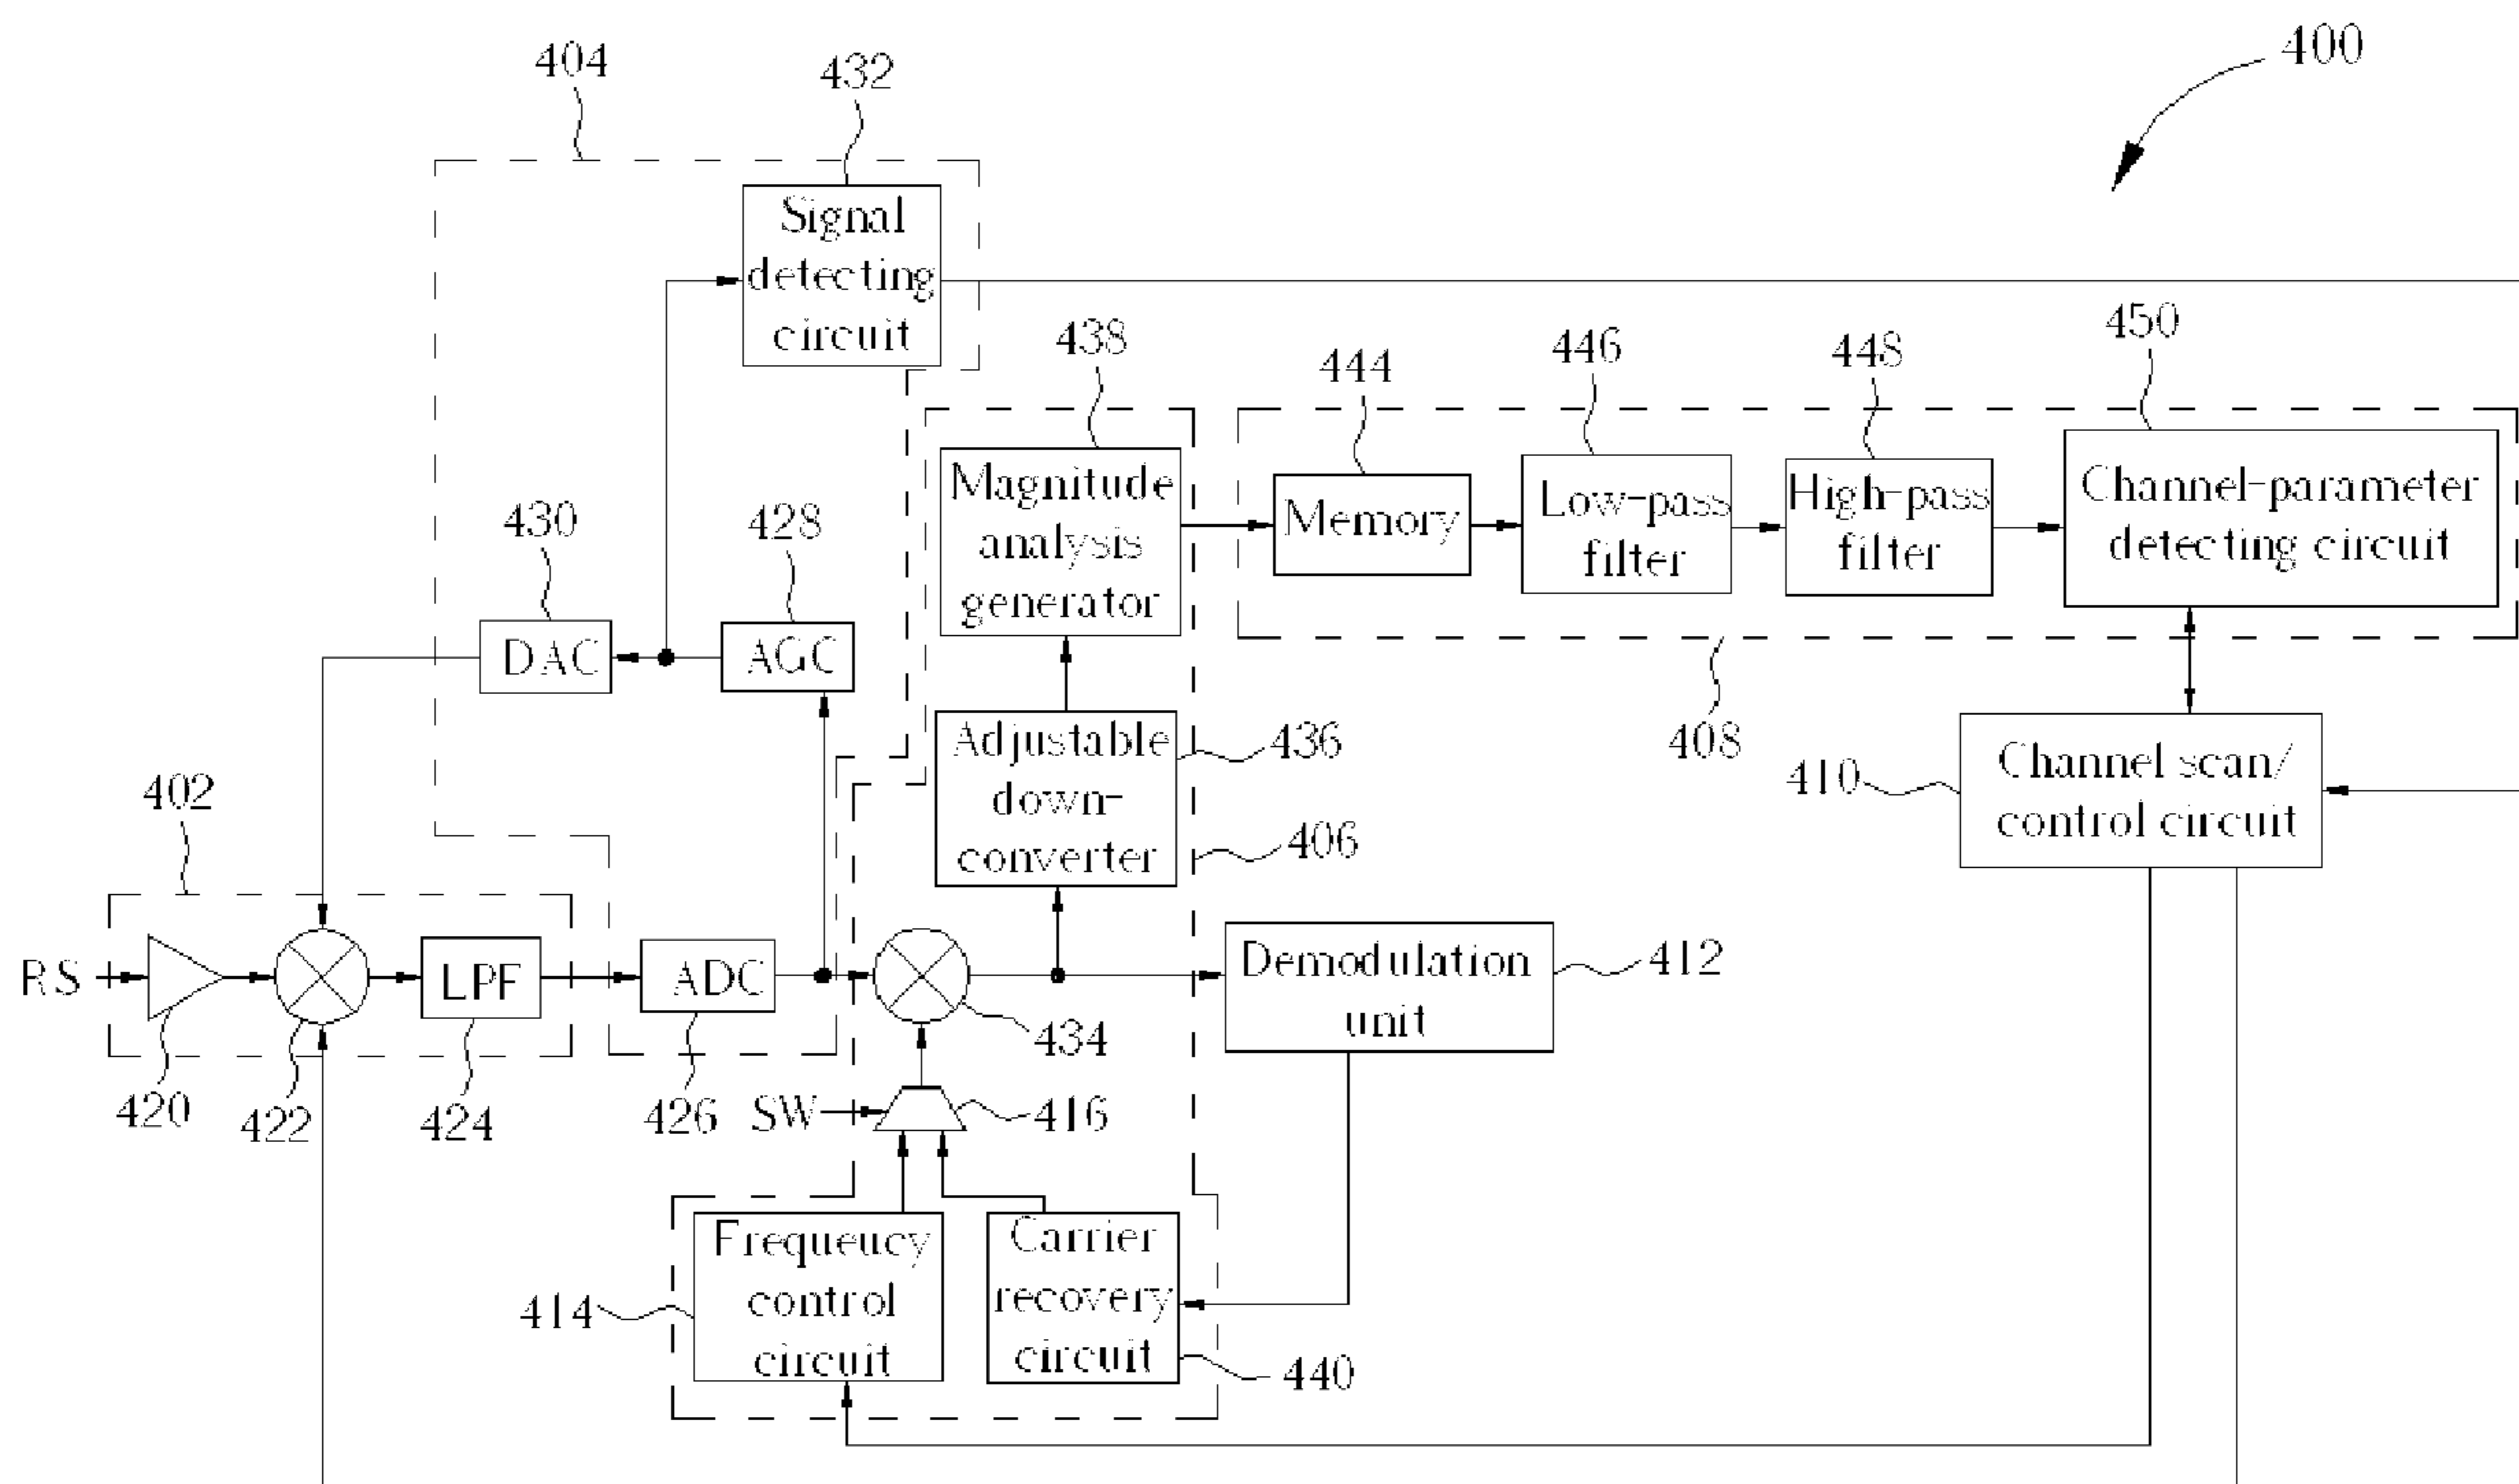 400
404
432
Signal
detecting
circuit
438
444
446
448
450
Magnitude
analysis
generator
Memory
Low-pass
filter
High-pass
filter
Channel-parameter
detecting circuit
430
428
DAC
AGC
408
Adjustable
down-
converter
436
406
410
Channel scan/
control circuit
402
RS
LPF
ADC
434
Demodulation
unit
412
420
422
424
426
SW
416
Frequeucy
control
circuit
414
Carrier
recovery
circuit
440